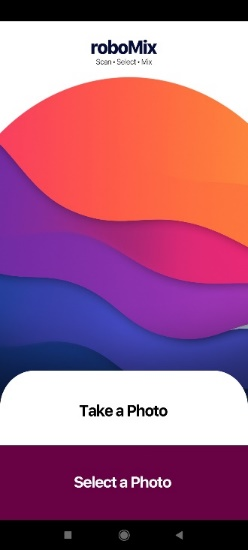 roboMix
Scan • Select • Mix
Take a Photo
Select a Photo